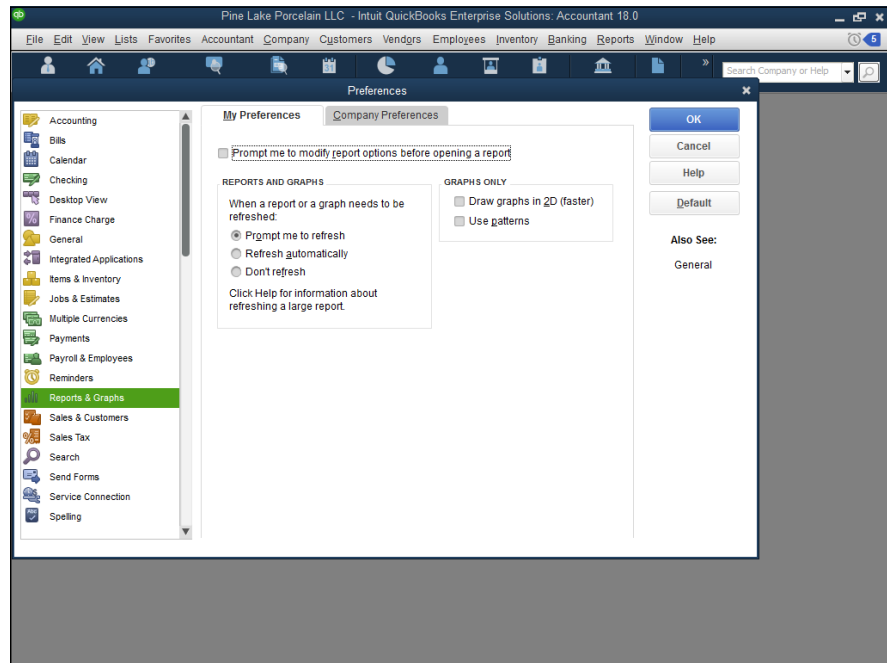 Pine Lake Porcelain LLC - Intuit QuickBooks Enterprise Solutions: Accountant 18.0
File Edit View Lists Favorites Accountant Company Customers Vendors Employees Inventory Banking Reports Window Help
5
» Search Company or Help
Preferences
My Preferences Company Preferences
Accounting
Bills
Calendar
Checking
Desktop View
Finance Charge
General
Integrated Applications
Items & Inventory
Jobs & Estimates
Multiple Currencies
Payments
Payroll & Employees
Reminders
Reports & Graphs
Sales & Customers
Sales Tax
Search
Send Forms
Service Connection
Spelling
Prompt me to modify report options before opening a report
REPORTS AND GRAPHS
When a report or a graph needs to be
refreshed:
Prompt me to refresh
Refresh automatically
Don't refresh
Click Help for information about
refreshing a large report.
GRAPHS ONLY
Draw graphs in 2D (faster)
Use patterns
OK
Cancel
Help
Default
Also See:
General